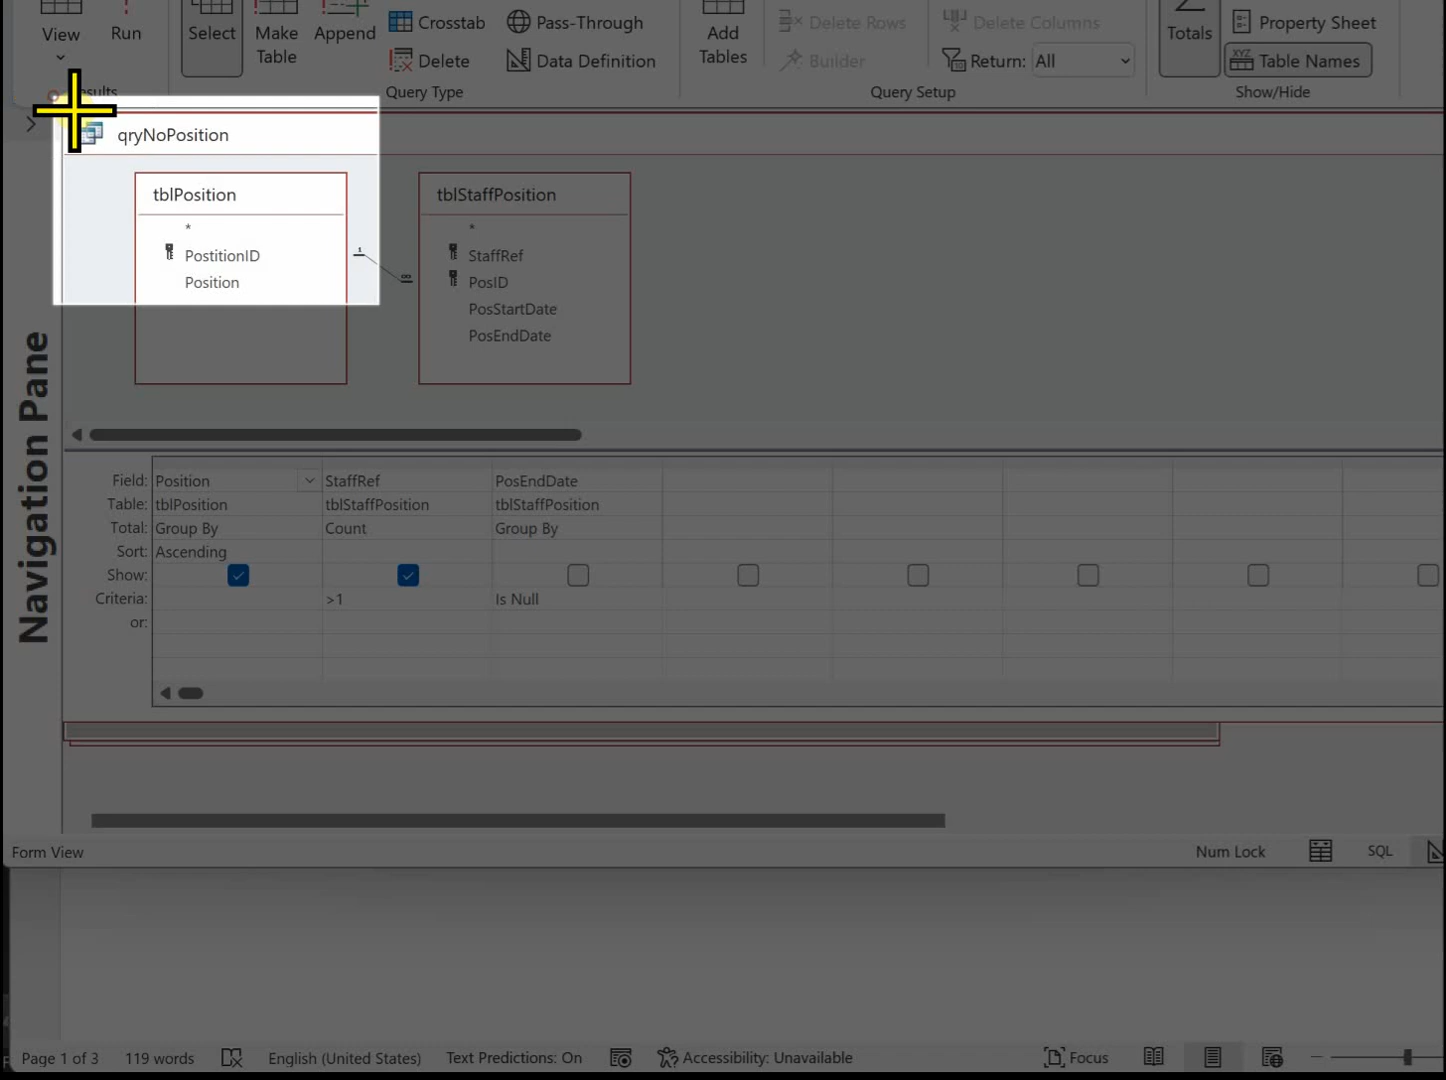 View Run Select Make Table Append Crosstab Pass-Through
Delete Data Definition
Add Tables
Delete Rows
Builder
Delete Columns
Return: All
Totals
Property Sheet
Table Names
Query Type
Query Setup
Show/Hide
qryNoPosition
tblPosition
*
PostitionID
Position
1
∞
tblStaffPosition
*
StaffRef
PosID
PosStartDate
PosEndDate
Navigation Pane
Field: Position StaffRef PosEndDate
Table: tblPosition tblStaffPosition tblStaffPosition
Total: Group By Count Group By
Sort: Ascending
Show:
Criteria: >1 Is Null
or:
Form View
Num Lock
SQL
Page 1 of 3 119 words English (United States) Text Predictions: On Accessibility: Unavailable Focus